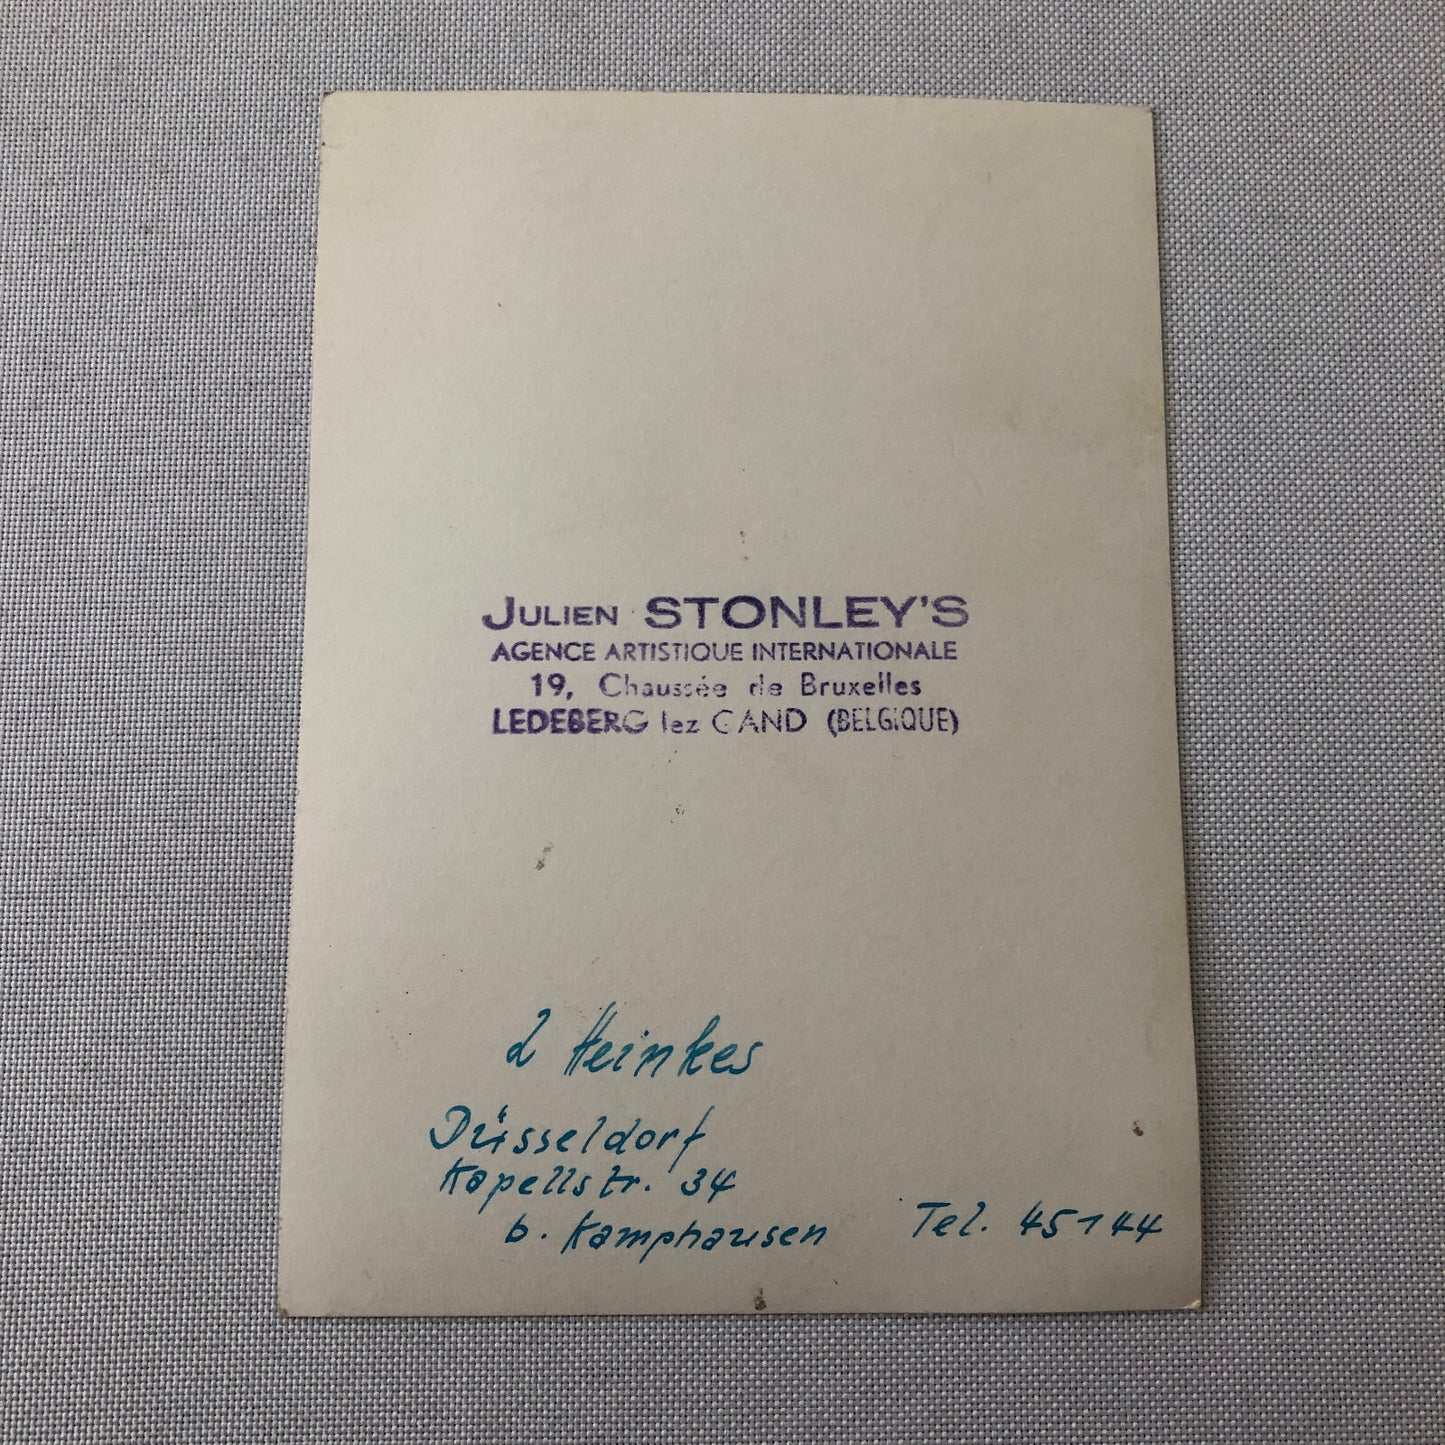 JULIEN STONLEY'S
AGENCE ARTISTIQUE INTERNATIONALE
19, Chaussée de Bruxelles
LEDEBERG lez GAND (BELGIQUE)
2 Heinkes
Düsseldorf
Kapellstr. 34
b. Kamphausen Tel. 45144